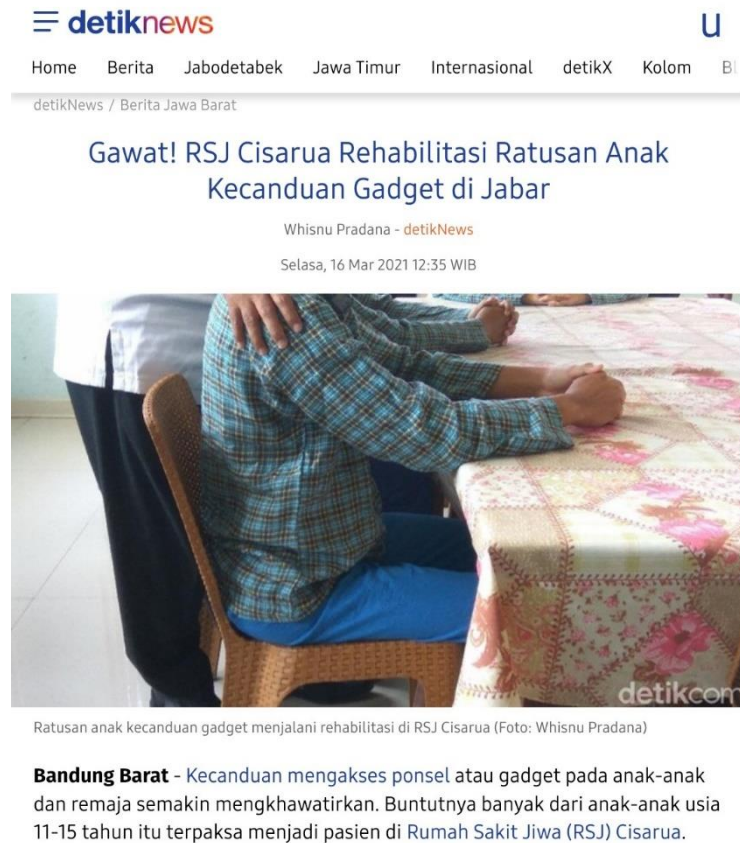 detiknews
u
Home Berita Jabodetabek Jawa Timur Internasional detikX Kolom
detikNews / Berita Jawa Barat
Gawat! RSJ Cisarua Rehabilitasi Ratusan Anak
Kecanduan Gadget di Jabar
Whisnu Pradana - detikNews
Selasa, 16 Mar 2021 12:35 WIB
detikcom
Ratusan anak kecanduan gadget menjalani rehabilitasi di RSJ Cisarua (Foto: Whisnu Pradana)
Bandung Barat - Kecanduan mengakses ponsel atau gadget pada anak-anak
dan remaja semakin mengkhawatirkan. Buntutnya banyak dari anak-anak usia
11-15 tahun itu terpaksa menjadi pasien di Rumah Sakit Jiwa (RSJ) Cisarua.